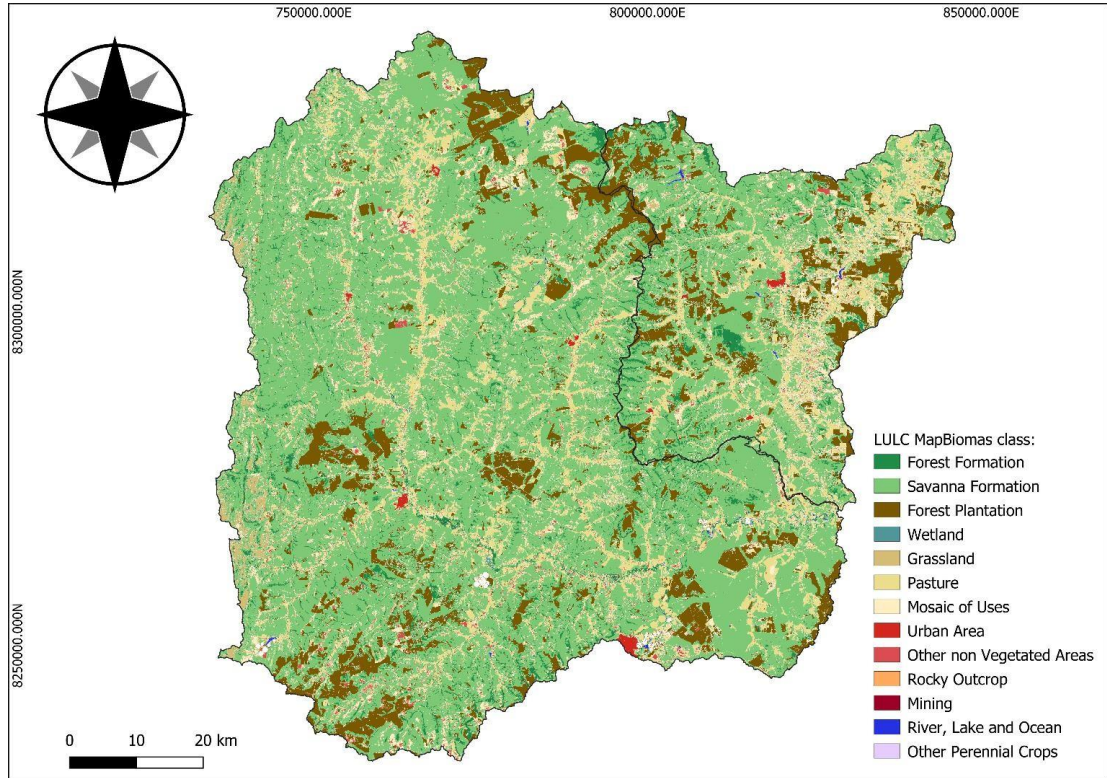 750000.000E
800000.000E
850000.000E
8300000.000N
8250000.000N
LULC MapBiomas class:
Forest Formation
Savanna Formation
Forest Plantation
Wetland
Grassland
Pasture
Mosaic of Uses
Urban Area
Other non Vegetated Areas
Rocky Outcrop
Mining
River, Lake and Ocean
Other Perennial Crops
0 10 20 km